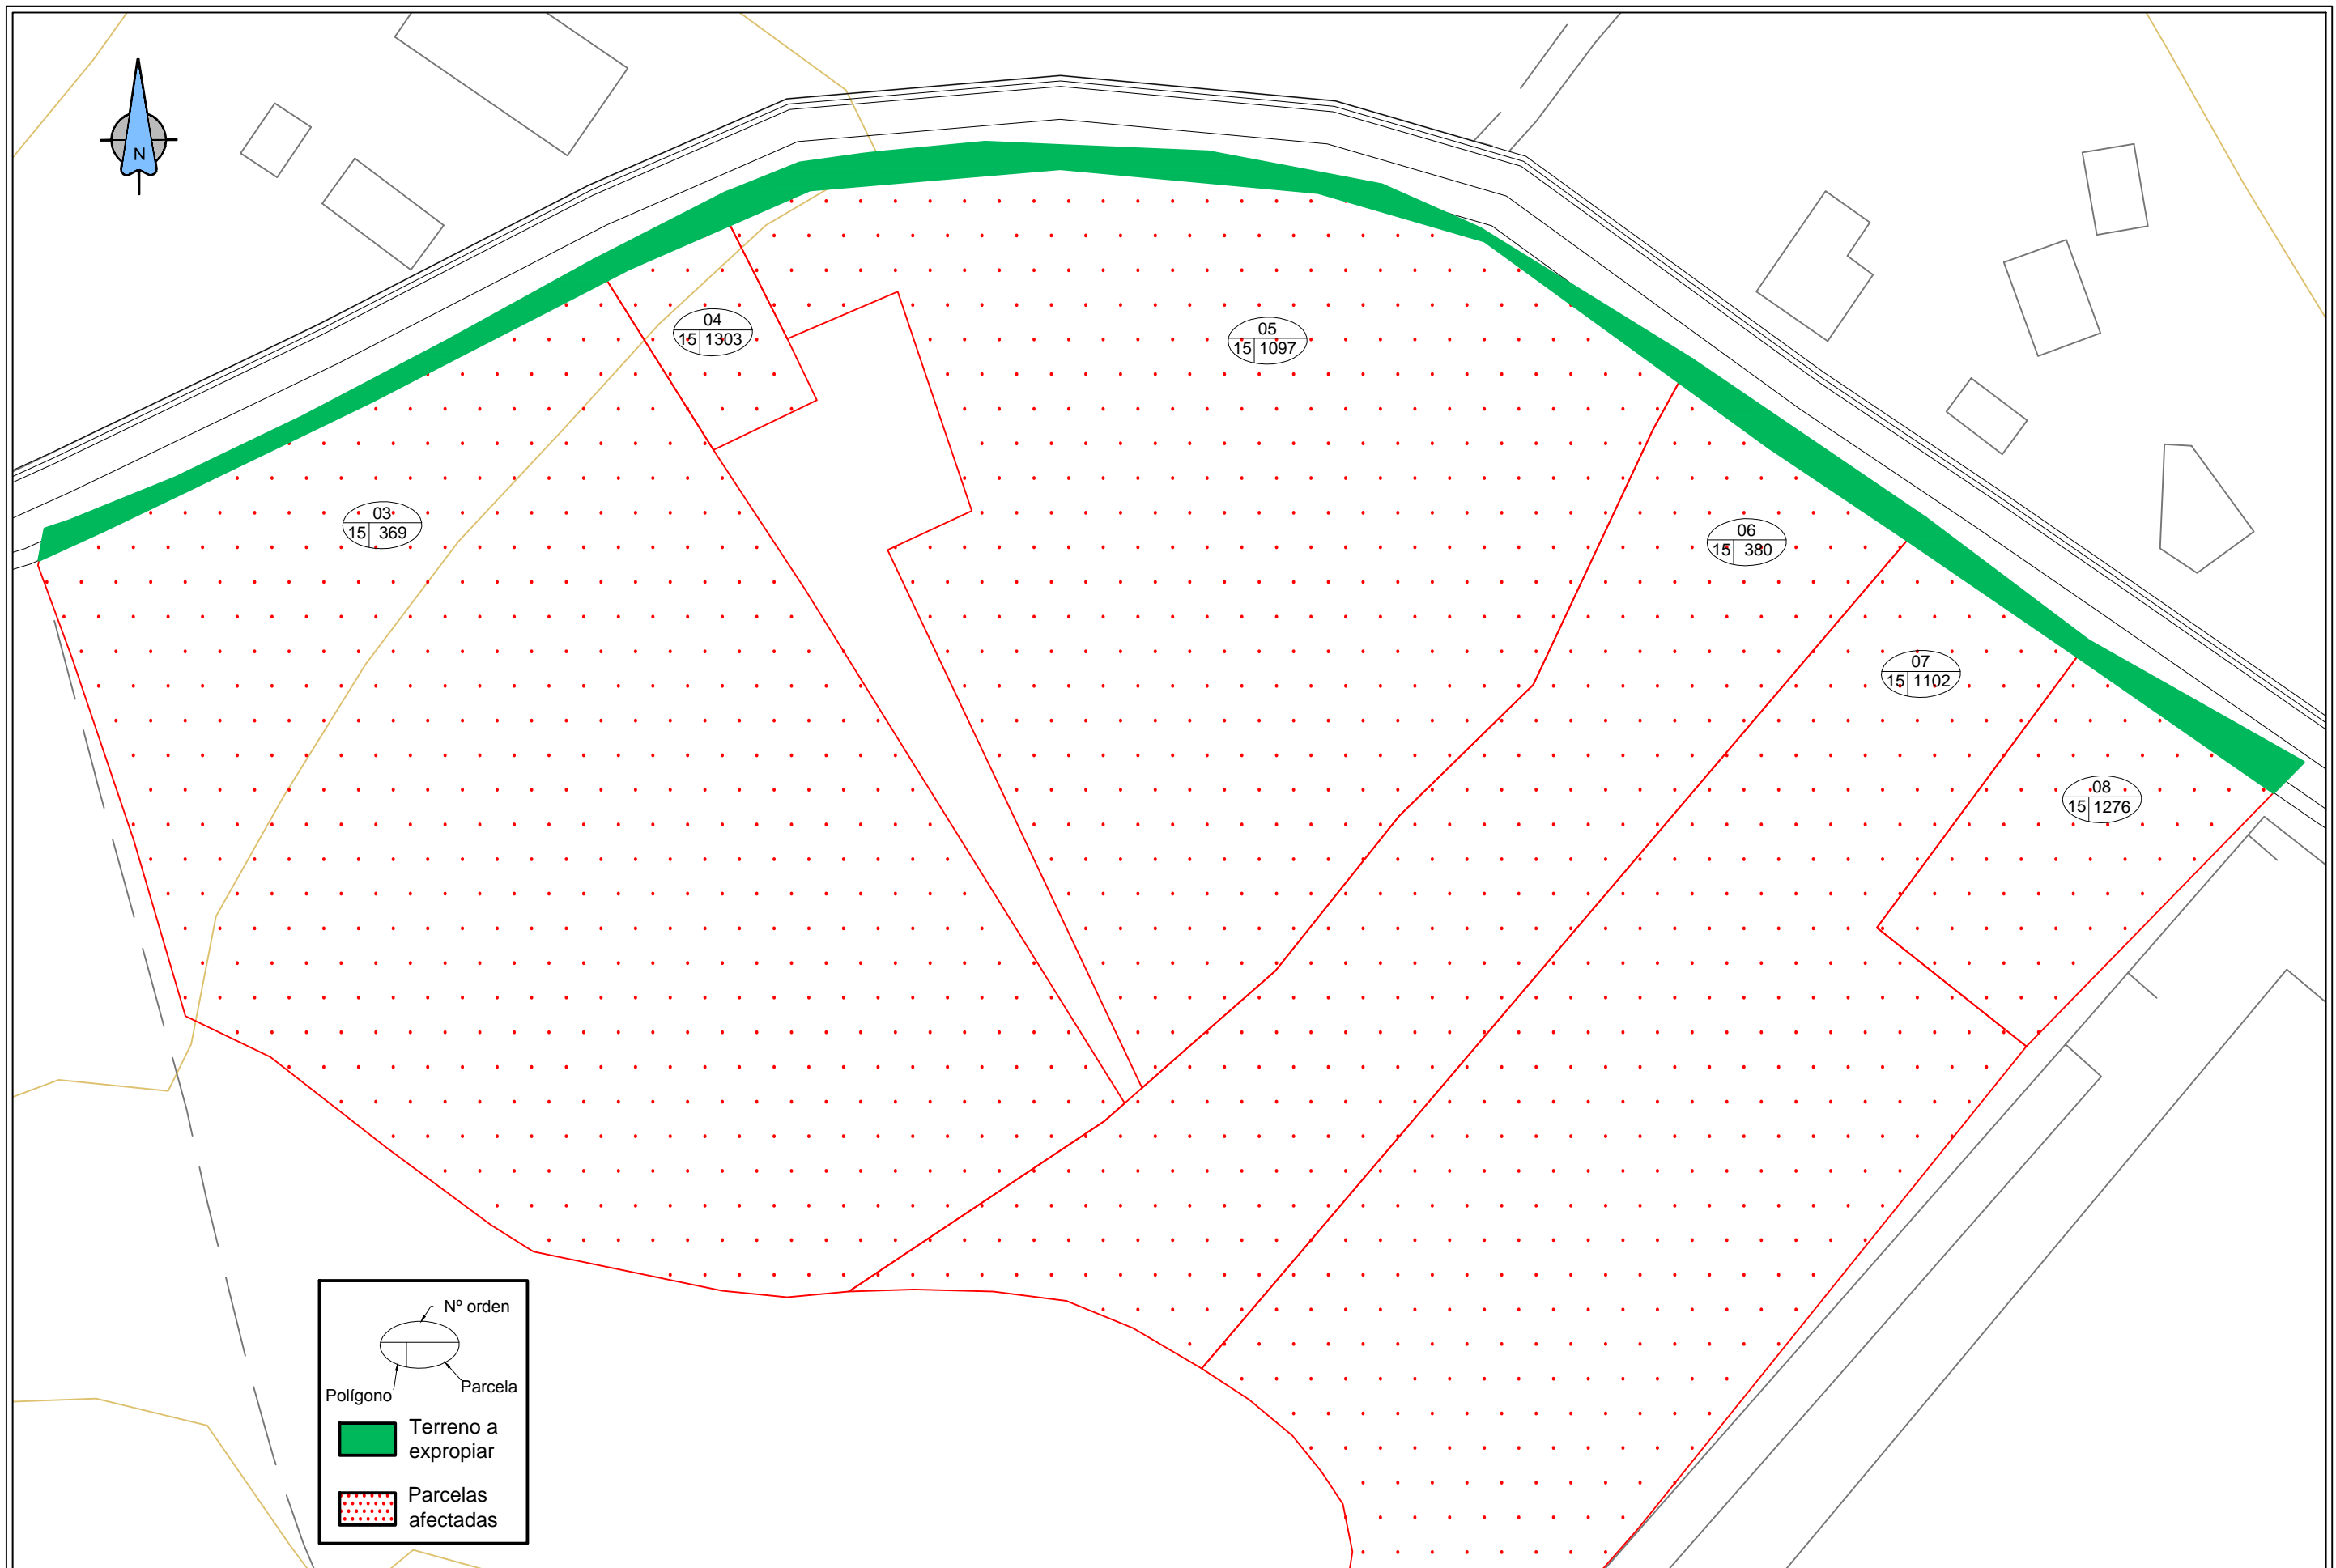 N
04
15 1303
05
15 1097
03
15 369
06
15 380
07
15 1102
08
15 1276
Nº orden
Polígono
Parcela
Terreno a
expropiar
Parcelas
afectadas